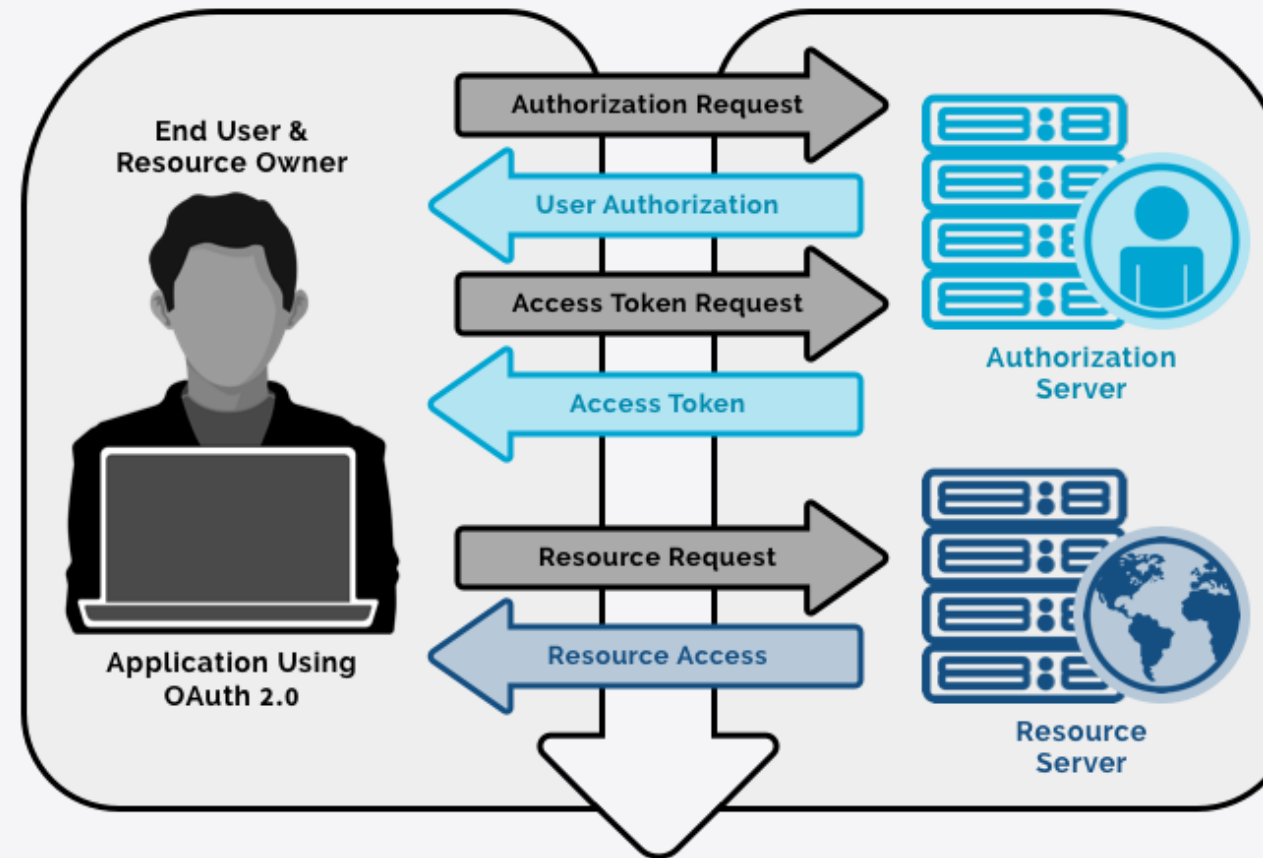 End User &
Resource Owner
Authorization Request
User Authorization
Access Token Request
Access Token
Authorization
Server
Resource Request
Resource Access
Application Using
OAuth 2.0
Resource
Server